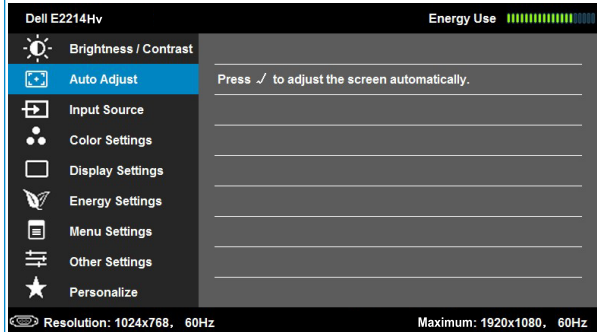 Dell E2214Hv Energy Use
Brightness / Contrast
Auto Adjust Press ✓ to adjust the screen automatically.
Input Source
Color Settings
Display Settings
Energy Settings
Menu Settings
Other Settings
Personalize
Resolution: 1024x768, 60Hz Maximum: 1920x1080, 60Hz